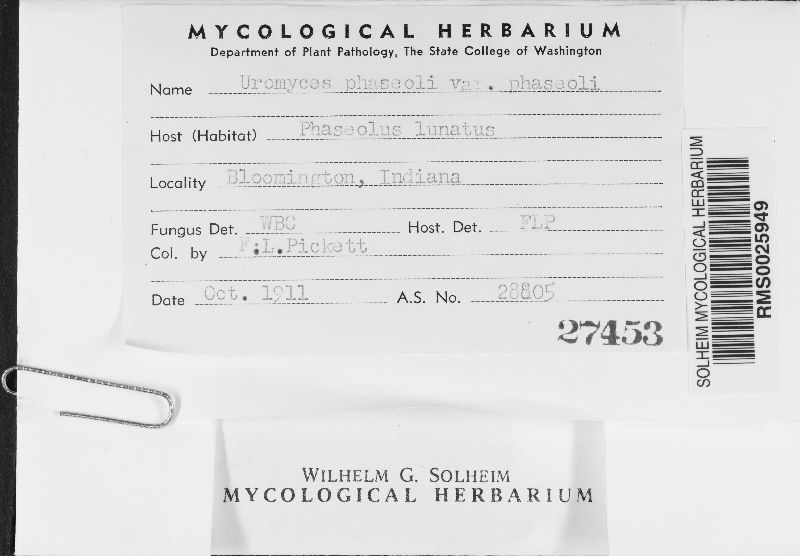 MYCOLOGICAL HERBARIUM
Department of Plant Pathology, The State College of Washington
Name Uromyces phaseoli var. phaseoli
Host (Habitat) Phaseolus lunatus
Locality Bloomington, Indiana
Fungus Det. WBC Host. Det. FLP
Col. by F.L.Pickett
Date Oct. 1911 A.S. No. 28805
27453
SOLHEIM MYCOLOGICAL HERBARIUM
RMS0025949
WILHELM G. SOLHEIM
MYCOLOGICAL HERBARIUM